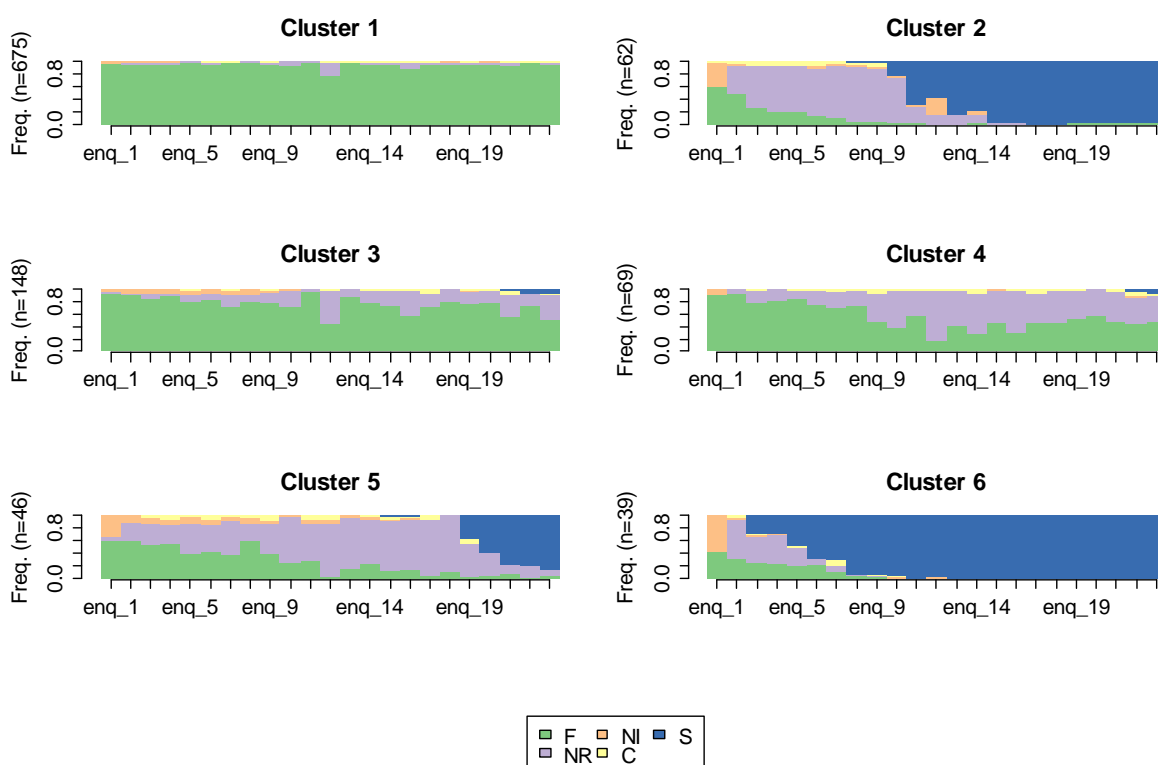 Cluster 1
Freq. (n=675)
0.0 0.8
enq_1 enq_5 enq_9 enq_14 enq_19
Cluster 2
Freq. (n=62)
0.0 0.8
enq_1 enq_5 enq_9 enq_14 enq_19
Cluster 3
Freq. (n=148)
0.0 0.8
enq_1 enq_5 enq_9 enq_14 enq_19
Cluster 4
Freq. (n=69)
0.0 0.8
enq_1 enq_5 enq_9 enq_14 enq_19
Cluster 5
Freq. (n=46)
0.0 0.8
enq_1 enq_5 enq_9 enq_14 enq_19
Cluster 6
Freq. (n=39)
0.0 0.8
enq_1 enq_5 enq_9 enq_14 enq_19
F NI S
NR C